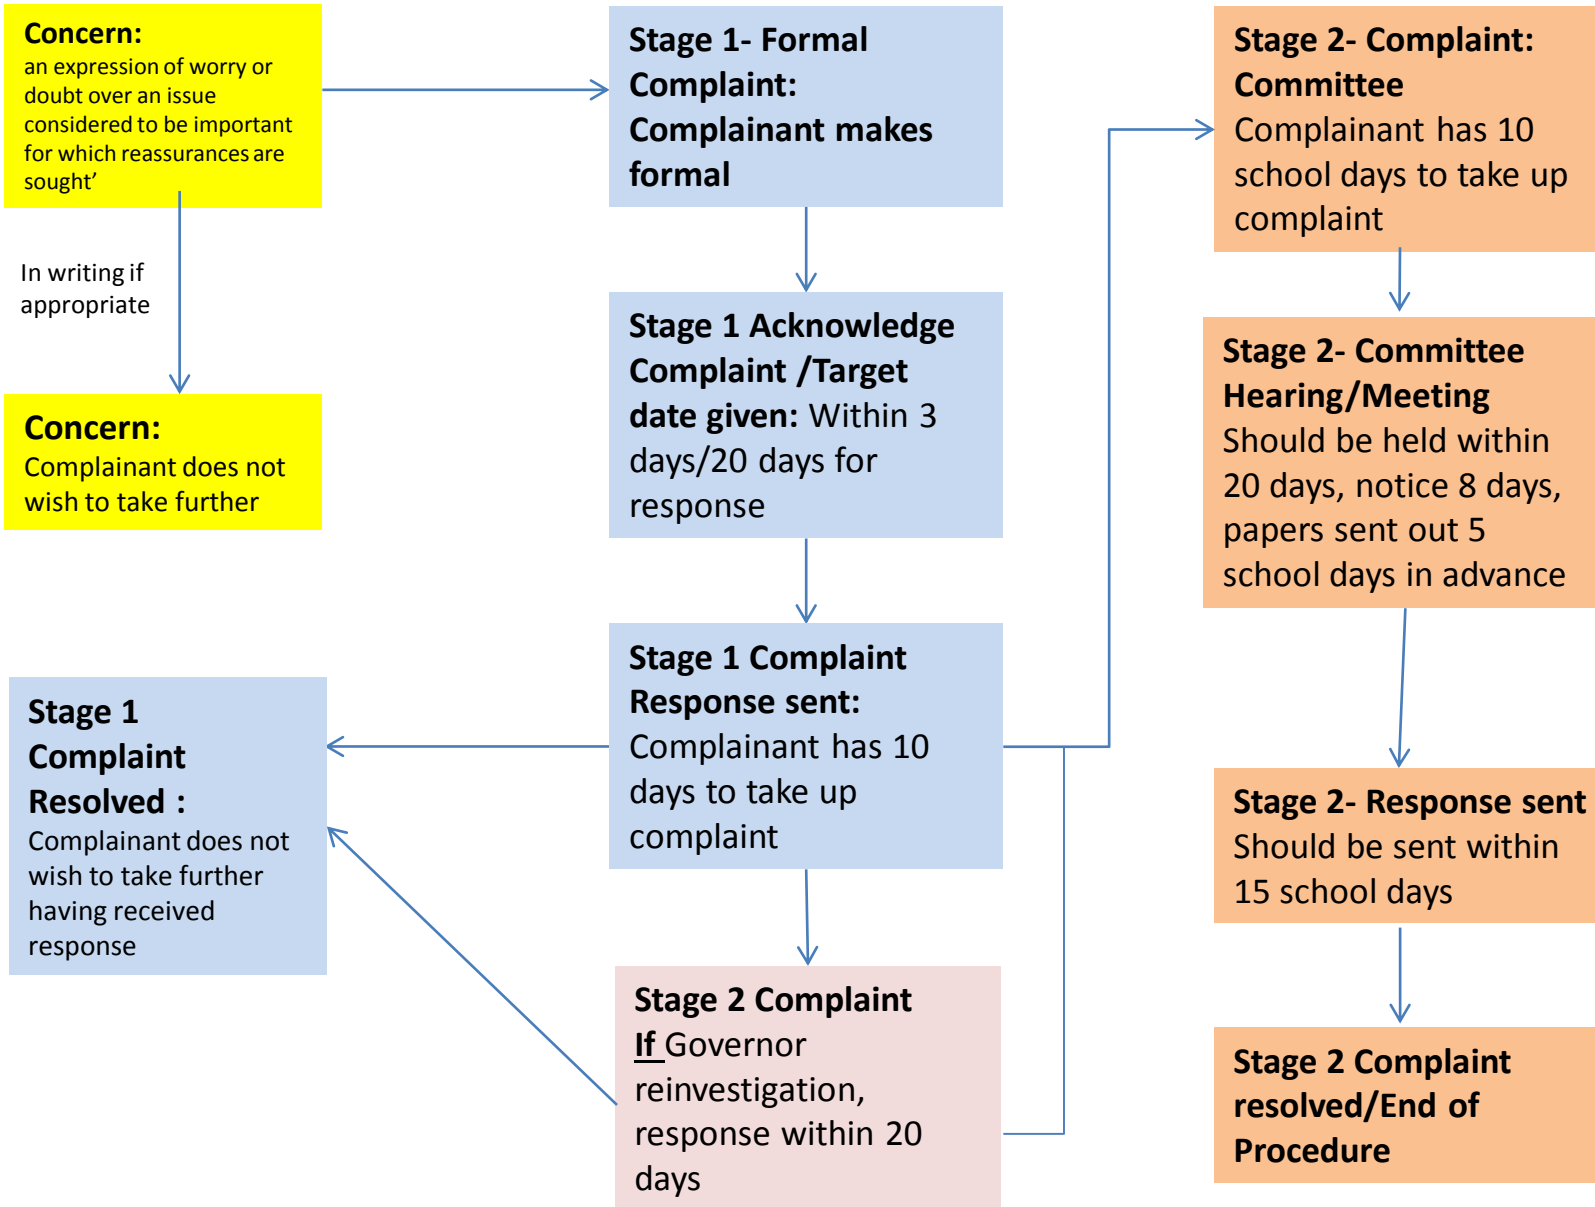 Concern:
an expression of worry or
doubt over an issue
considered to be important
for which reassurances are
sought’
In writing if
appropriate
Concern:
Complainant does not
wish to take further
Stage 1- Formal
Complaint:
Complainant makes
formal
Stage 1 Acknowledge
Complaint /Target
date given: Within 3
days/20 days for
response
Stage 1 Complaint
Response sent:
Complainant has 10
days to take up
complaint
Stage 1
Complaint
Resolved :
Complainant does not
wish to take further
having received
response
Stage 2 Complaint
If Governor
reinvestigation,
response within 20
days
Stage 2- Complaint:
Committee
Complainant has 10
school days to take up
complaint
Stage 2- Committee
Hearing/Meeting
Should be held within
20 days, notice 8 days,
papers sent out 5
school days in advance
Stage 2- Response sent
Should be sent within
15 school days
Stage 2 Complaint
resolved/End of
Procedure